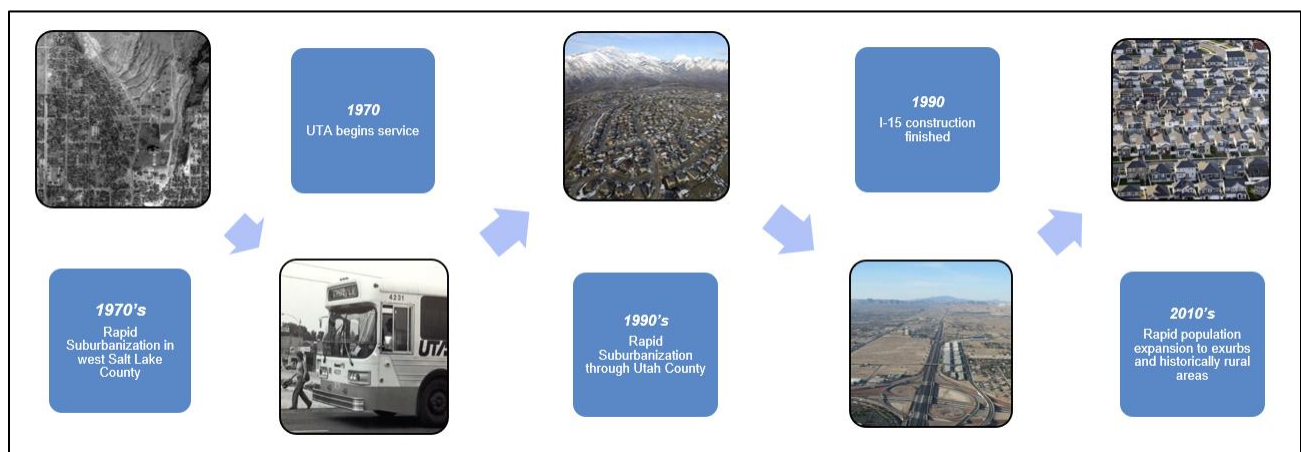 1970
UTA begins service
1990
I-15 construction
finished
1970's
Rapid
Suburbanization in
west Salt Lake
County
4231
UTA
1990's
Rapid
Suburbanization
through Utah County
2010's
Rapid population
expansion to exurbs
and historically rural
areas